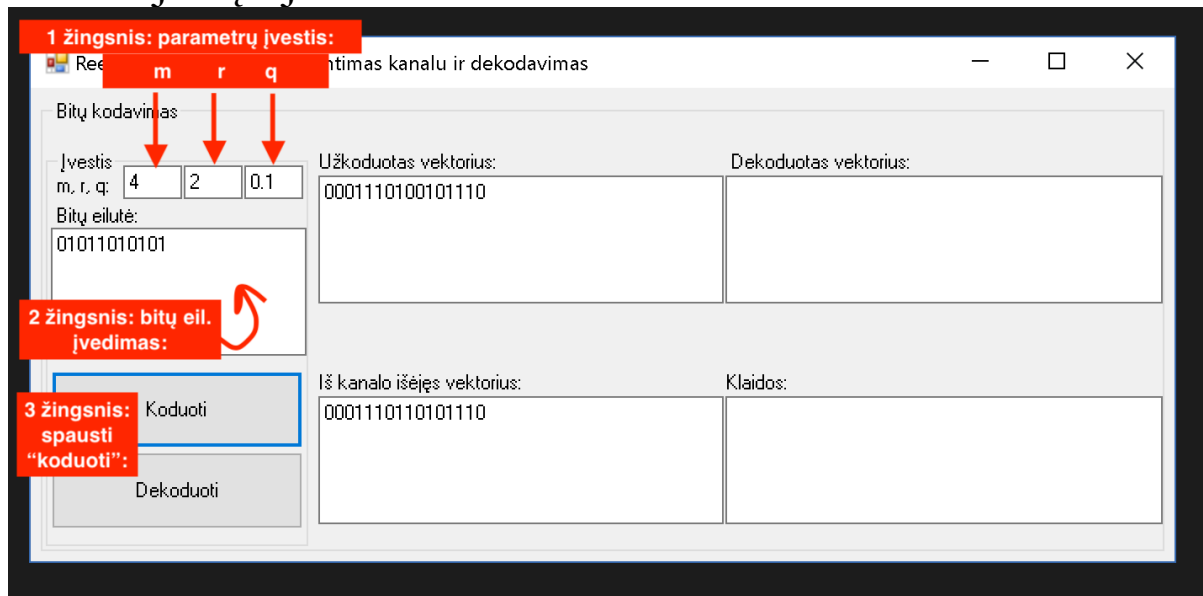 1 žingsnis: parametrų įvestis:
m r q
Ree ntimas kanalu ir dekodavimas
Bitų kodavimas
Įvestis
m, r, q: 4 2 0.1
Bitų eilutė:
01011010101
2 žingsnis: bitų eil.
įvedimas:
3 žingsnis:
spausti
“koduoti”:
Koduoti
Dekoduoti
Užkoduotas vektorius:
0001110100101110
Dekoduotas vektorius:
Iš kanalo išėjęs vektorius:
0001110110101110
Klaidos: